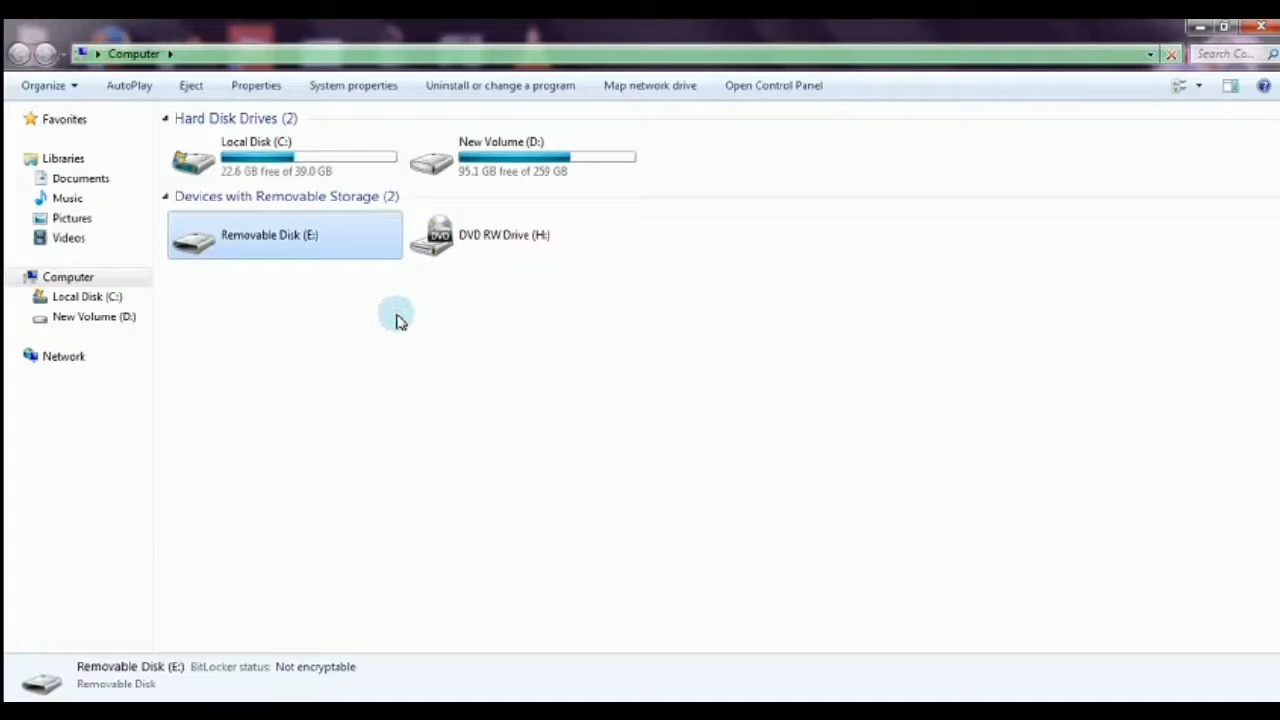 Computer
Search Co...
Organize
AutoPlay
Eject
Properties
System properties
Uninstall or change a program
Map network drive
Open Control Panel
Favorites
Libraries
Documents
Music
Pictures
Videos
Computer
Local Disk (C:)
New Volume (D:)
Network
Hard Disk Drives (2)
Local Disk (C:)
22.6 GB free of 39.0 GB
New Volume (D:)
95.1 GB free of 259 GB
Devices with Removable Storage (2)
Removable Disk (E:)
DVD
DVD RW Drive (H:)
Removable Disk (E:) BitLocker status: Not encryptable
Removable Disk